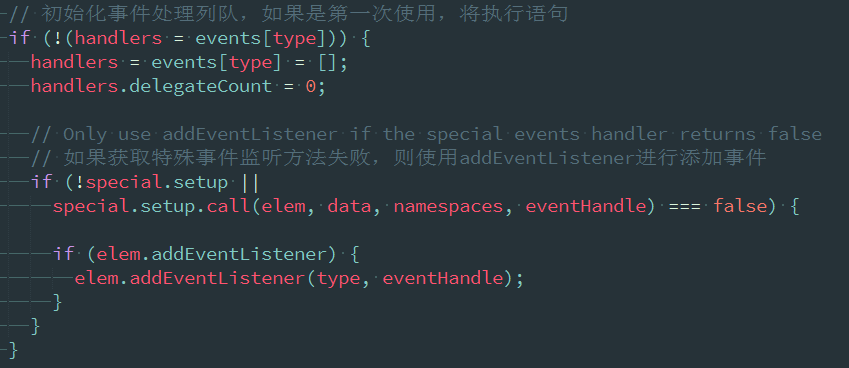 // 初始化事件处理列队，如果是第一次使用，将执行语句
if (!(handlers = events[type])) {
handlers = events[type] = [];
handlers.delegateCount = 0;
// Only use addEventListener if the special events handler returns false
// 如果获取特殊事件监听方法失败，则使用addEventListener进行添加事件
if (!special.setup ||
special.setup.call(elem, data, namespaces, eventHandle) === false) {
if (elem.addEventListener) {
elem.addEventListener(type, eventHandle);
}
}
}